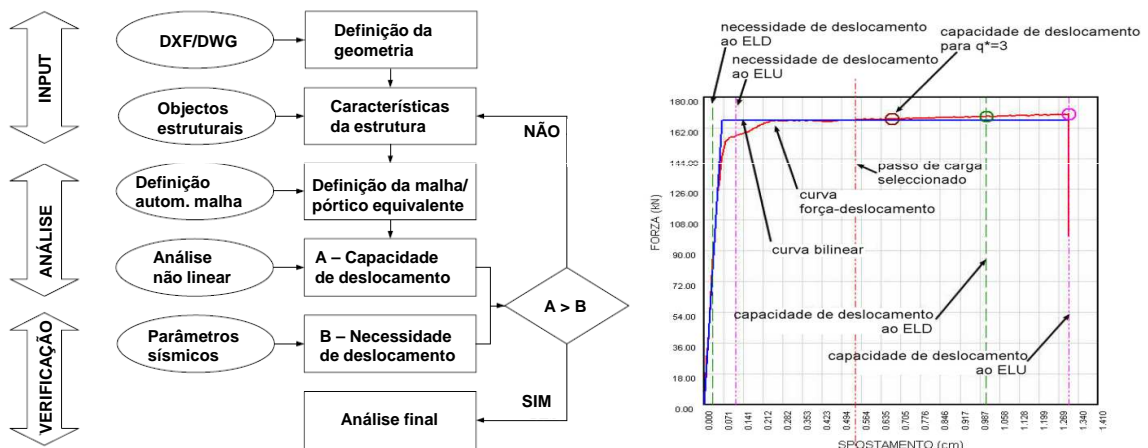 INPUT
ANÁLISE
VERIFICAÇÃO
DXF/DWG
Definição da
geometria
Objectos
estruturais
Características
da estrutura
NÃO
Definição
autom. malha
Definição da malha/
pórtico equivalente
Análise
não linear
A – Capacidade
de deslocamento
A > B
Parâmetros
sísmicos
B – Necessidade
de deslocamento
SIM
Análise final
necessidade de deslocamento
ao ELD
necessidade de deslocamento
ao ELU
capacidade de deslocamento
para q*=3
passo de carga
seleccionado
curva
força-deslocamento
curva bilinear
capacidade de deslocamento
ao ELD
capacidade de deslocamento
ao ELU
FORZA (kN)
180.00
162.00
144.00
126.00
108.00
90.00
72.00
54.00
36.00
18.00
0.00
0.000
0.071
0.141
0.212
0.282
0.353
0.423
0.494
0.564
0.635
0.705
0.776
0.846
0.917
0.987
1.058
1.128
1.199
1.269
1.340
1.410
SPOSTAMENTO (cm)